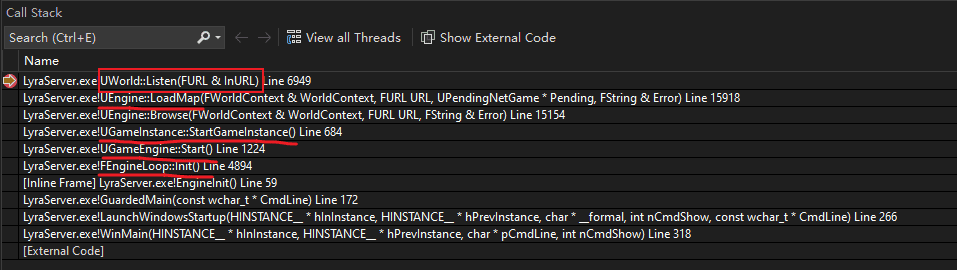 Call Stack
Search (Ctrl+E) View all Threads Show External Code
Name
LyraServer.exe!UWorld::Listen(FURL & InURL) Line 6949
LyraServer.exe!UEngine::LoadMap(FWorldContext & WorldContext, FURL URL, UPendingNetGame * Pending, FString & Error) Line 15918
LyraServer.exe!UEngine::Browse(FWorldContext & WorldContext, FURL URL, FString & Error) Line 15154
LyraServer.exe!UGameInstance::StartGameInstance() Line 684
LyraServer.exe!UGameEngine::Start() Line 1224
LyraServer.exe!FEngineLoop::Init() Line 4894
[Inline Frame] LyraServer.exe!EngineInit() Line 59
LyraServer.exe!GuardedMain(const wchar_t * CmdLine) Line 172
LyraServer.exe!LaunchWindowsStartup(HINSTANCE__ * hInInstance, HINSTANCE__ * hPrevInstance, char * __formal, int nCmdShow, const wchar_t * CmdLine) Line 266
LyraServer.exe!WinMain(HINSTANCE__ * hInInstance, HINSTANCE__ * hPrevInstance, char * pCmdLine, int nCmdShow) Line 318
[External Code]